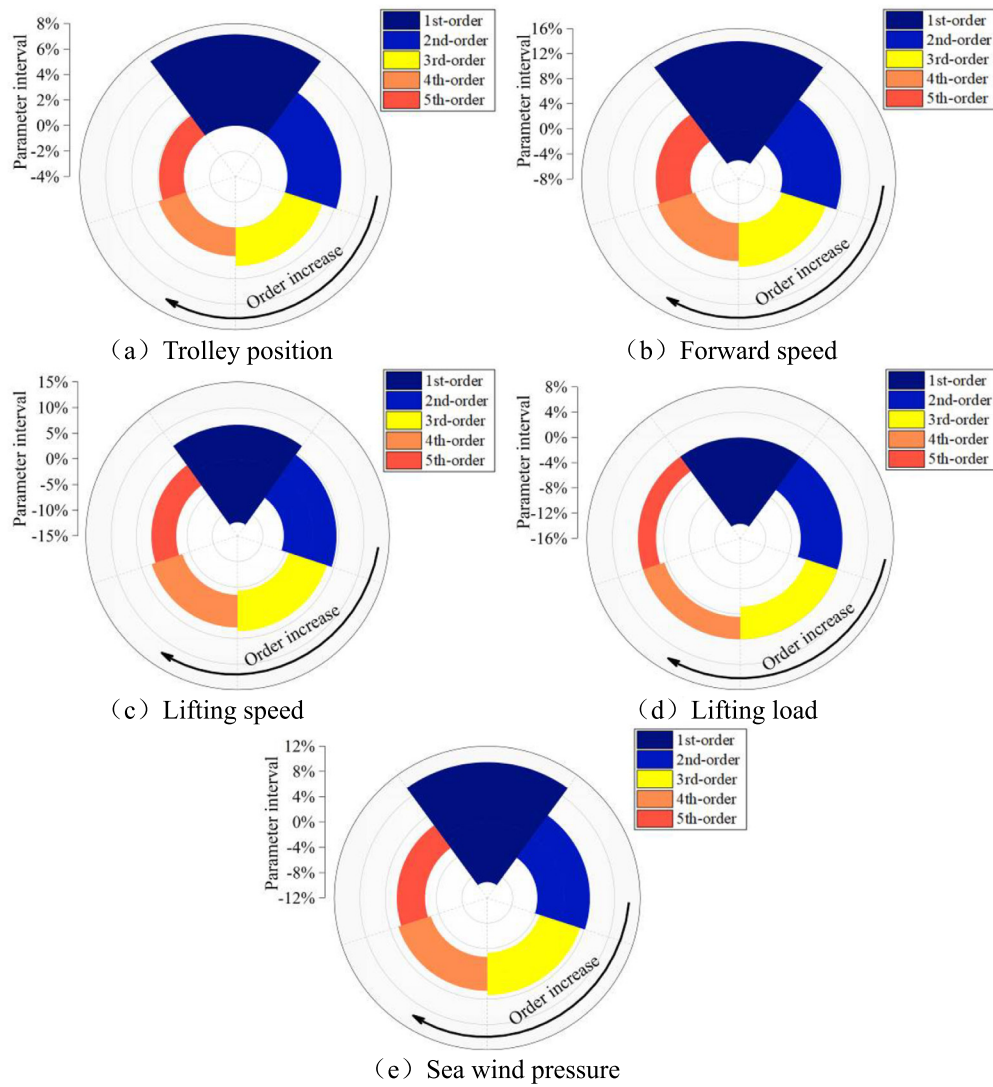 8%
6%
4%
2%
0%
-2%
-4%
Parameter interval
1st-order
2nd-order
3rd-order
4th-order
5th-order
Order increase
（a）Trolley position
16%
12%
8%
4%
0%
-4%
-8%
Parameter interval
1st-order
2nd-order
3rd-order
4th-order
5th-order
Order increase
（b）Forward speed
15%
10%
5%
0%
-5%
-10%
-15%
Parameter interval
1st-order
2nd-order
3rd-order
4th-order
5th-order
Order increase
（c）Lifting speed
8%
4%
0%
-4%
-8%
-12%
-16%
Parameter interval
1st-order
2nd-order
3rd-order
4th-order
5th-order
Order increase
（d）Lifting load
12%
8%
4%
0%
-4%
-8%
-12%
Parameter interval
1st-order
2nd-order
3rd-order
4th-order
5th-order
Order increase
（e）Sea wind pressure